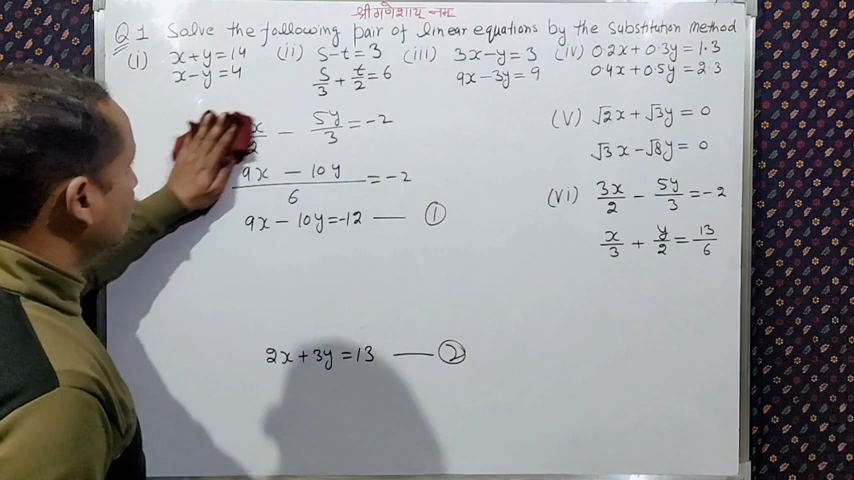 श्री गणेशाय नमः
Q 1 Solve the following pair of linear equations by the substitution method
(i) x+y=14 (ii) s-t=3 (iii) 3x-y=3 (iv) 0.2x+0.3y=1.3
x-y=4 s/3 + t/2 = 6 9x-3y=9 0.4x+0.5y=2.3
x/2 - 5y/3 = -2 (V) √2x+√3y=0
(9x-10y)/6 = -2 √3x-√8y=0
9x-10y=-12 — ① (vi) 3x/2 - 5y/3 = -2
x/3 + y/2 = 13/6
2x+3y=13 — ②